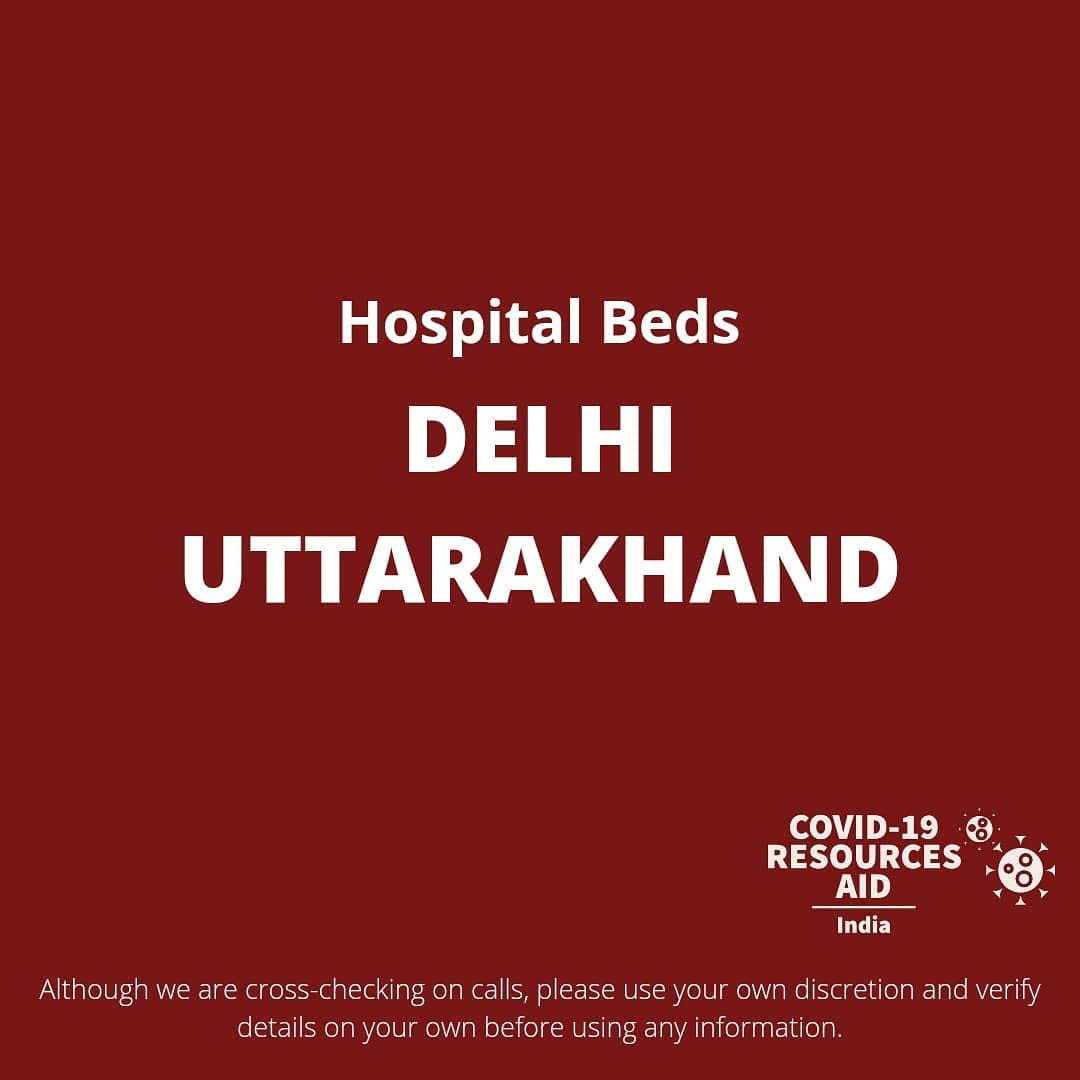 Hospital Beds
DELHI
UTTARAKHAND
COVID-19
RESOURCES
AID
India
Although we are cross-checking on calls, please use your own discretion and verify
details on your own before using any information.